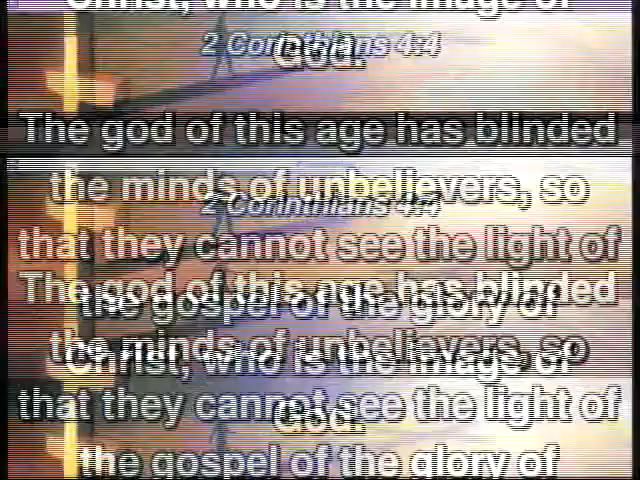 Christ, who is the image of
God.
2 Corinthians 4:4
The god of this age has blinded
the minds of unbelievers, so
2 Corinthians 4:4
that they cannot see the light of
The god of this age has blinded
the gospel of the glory of
the minds of unbelievers, so
Christ, who is the image of
that they cannot see the light of
God.
the gospel of the glory of